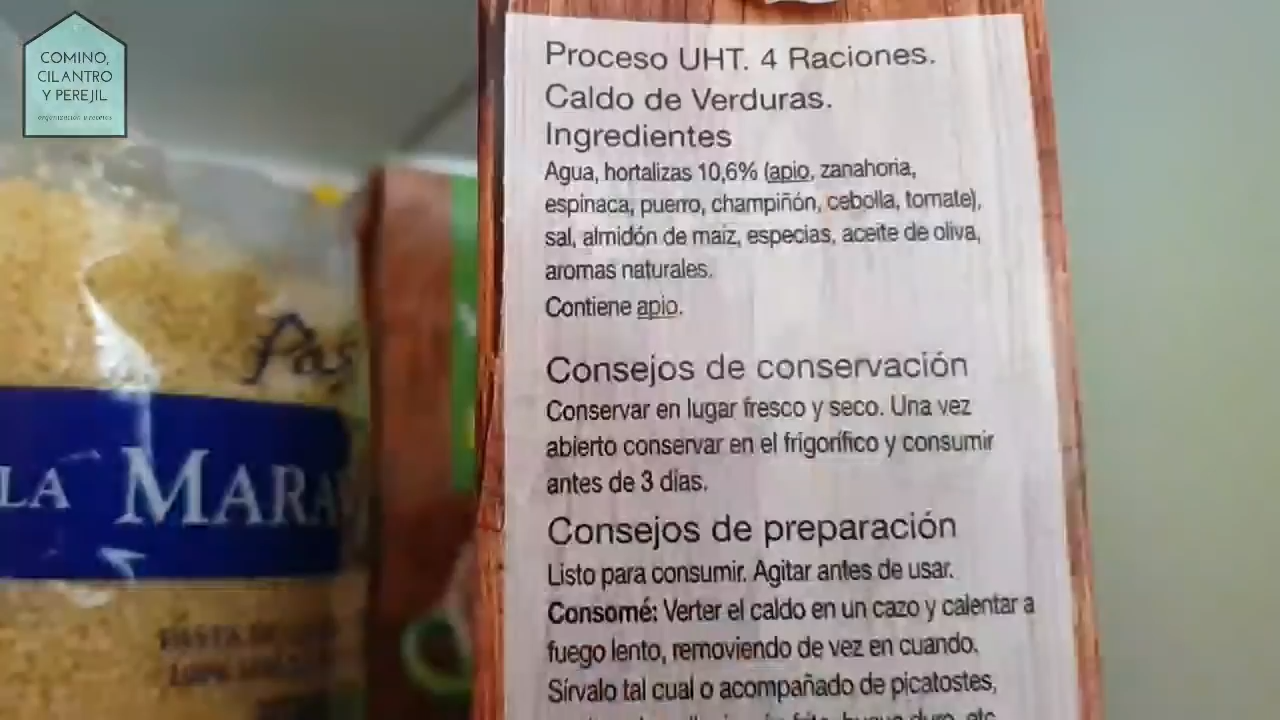 COMINO,
CILANTRO
Y PEREJIL
organización y recetas
Proceso UHT. 4 Raciones.
Caldo de Verduras.
Ingredientes
Agua, hortalizas 10,6% (apio, zanahoria,
espinaca, puerro, champiñón, cebolla, tomate),
sal, almidón de maíz, especias, aceite de oliva,
aromas naturales.
Contiene apio.
Consejos de conservación
Conservar en lugar fresco y seco. Una vez
abierto conservar en el frigorífico y consumir
antes de 3 días.
Consejos de preparación
Listo para consumir. Agitar antes de usar.
Consomé: Verter el caldo en un cazo y calentar a
fuego lento, removiendo de vez en cuando.
Sírvalo tal cual o acompañado de picatostes,
Pas
LA MARA
PASTA